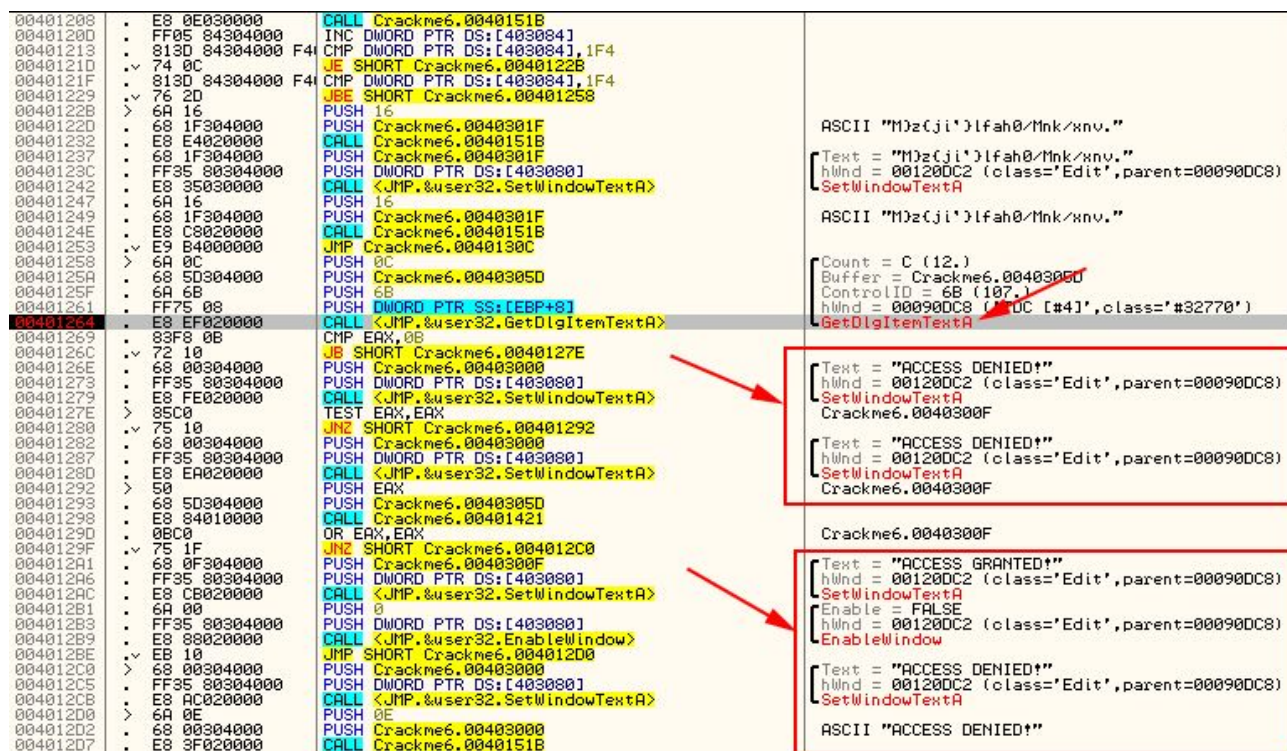 00401208 . E8 0E030000 CALL Crackme6.0040151B
0040120D . FF05 84304000 INC DWORD PTR DS:[403084]
00401213 . 813D 84304000 F4 CMP DWORD PTR DS:[403084],1F4
0040121D .v 74 0C JE SHORT Crackme6.0040122B
0040121F . 813D 84304000 F4 CMP DWORD PTR DS:[403084],1F4
00401229 .v 76 2D JBE SHORT Crackme6.00401258
0040122B > 6A 16 PUSH 16
0040122D . 68 1F304000 PUSH Crackme6.0040301F ASCII "M}z{ji'}lfah0/Mnk/xnv."
00401232 . E8 E4020000 CALL Crackme6.0040151B
00401237 . 68 1F304000 PUSH Crackme6.0040301F Text = "M}z{ji'}lfah0/Mnk/xnv."
0040123C . FF35 80304000 PUSH DWORD PTR DS:[403080] hWnd = 00120DC2 (class='Edit',parent=00090DC8)
00401242 . E8 35030000 CALL <JMP.&user32.SetWindowTextA> SetWindowTextA
00401247 . 6A 16 PUSH 16
00401249 . 68 1F304000 PUSH Crackme6.0040301F ASCII "M}z{ji'}lfah0/Mnk/xnv."
0040124E . E8 C8020000 CALL Crackme6.0040151B
00401253 .v E9 B4000000 JMP Crackme6.0040130C
00401258 > 6A 0C PUSH 0C Count = C (12.)
0040125A . 68 5D304000 PUSH Crackme6.0040305D Buffer = Crackme6.0040305D
0040125F . 6A 6B PUSH 6B ControlID = 6B (107.)
00401261 . FF75 08 PUSH DWORD PTR SS:[EBP+8] hWnd = 00090DC8 ( [#4]',class='#32770')
00401264 . E8 EF020000 CALL <JMP.&user32.GetDlgItemTextA> GetDlgItemTextA
00401269 . 83F8 0B CMP EAX,0B
0040126C .v 72 10 JB SHORT Crackme6.0040127E
0040126E . 68 00304000 PUSH Crackme6.00403000 Text = "ACCESS DENIED!"
00401273 . FF35 80304000 PUSH DWORD PTR DS:[403080] hWnd = 00120DC2 (class='Edit',parent=00090DC8)
00401279 . E8 FE020000 CALL <JMP.&user32.SetWindowTextA> SetWindowTextA
0040127E > 85C0 TEST EAX,EAX Crackme6.0040300F
00401280 .v 75 10 JNZ SHORT Crackme6.00401292
00401282 . 68 00304000 PUSH Crackme6.00403000 Text = "ACCESS DENIED!"
00401287 . FF35 80304000 PUSH DWORD PTR DS:[403080] hWnd = 00120DC2 (class='Edit',parent=00090DC8)
0040128D . E8 EA020000 CALL <JMP.&user32.SetWindowTextA> SetWindowTextA
00401292 > 50 PUSH EAX Crackme6.0040300F
00401293 . 68 5D304000 PUSH Crackme6.0040305D
00401298 . E8 84010000 CALL Crackme6.00401421
0040129D . 0BC0 OR EAX,EAX Crackme6.0040300F
0040129F .v 75 1F JNZ SHORT Crackme6.004012C0
004012A1 . 68 0F304000 PUSH Crackme6.0040300F Text = "ACCESS GRANTED!"
004012A6 . FF35 80304000 PUSH DWORD PTR DS:[403080] hWnd = 00120DC2 (class='Edit',parent=00090DC8)
004012AC . E8 CB020000 CALL <JMP.&user32.SetWindowTextA> SetWindowTextA
004012B1 . 6A 00 PUSH 0 Enable = FALSE
004012B3 . FF35 80304000 PUSH DWORD PTR DS:[403080] hWnd = 00120DC2 (class='Edit',parent=00090DC8)
004012B9 . E8 88020000 CALL <JMP.&user32.EnableWindow> EnableWindow
004012BE .v EB 10 JMP SHORT Crackme6.004012D0
004012C0 > 68 00304000 PUSH Crackme6.00403000 Text = "ACCESS DENIED!"
004012C5 . FF35 80304000 PUSH DWORD PTR DS:[403080] hWnd = 00120DC2 (class='Edit',parent=00090DC8)
004012CB . E8 AC020000 CALL <JMP.&user32.SetWindowTextA> SetWindowTextA
004012D0 > 6A 0E PUSH 0E
004012D2 . 68 00304000 PUSH Crackme6.00403000 ASCII "ACCESS DENIED!"
004012D7 . E8 3F020000 CALL Crackme6.0040151B